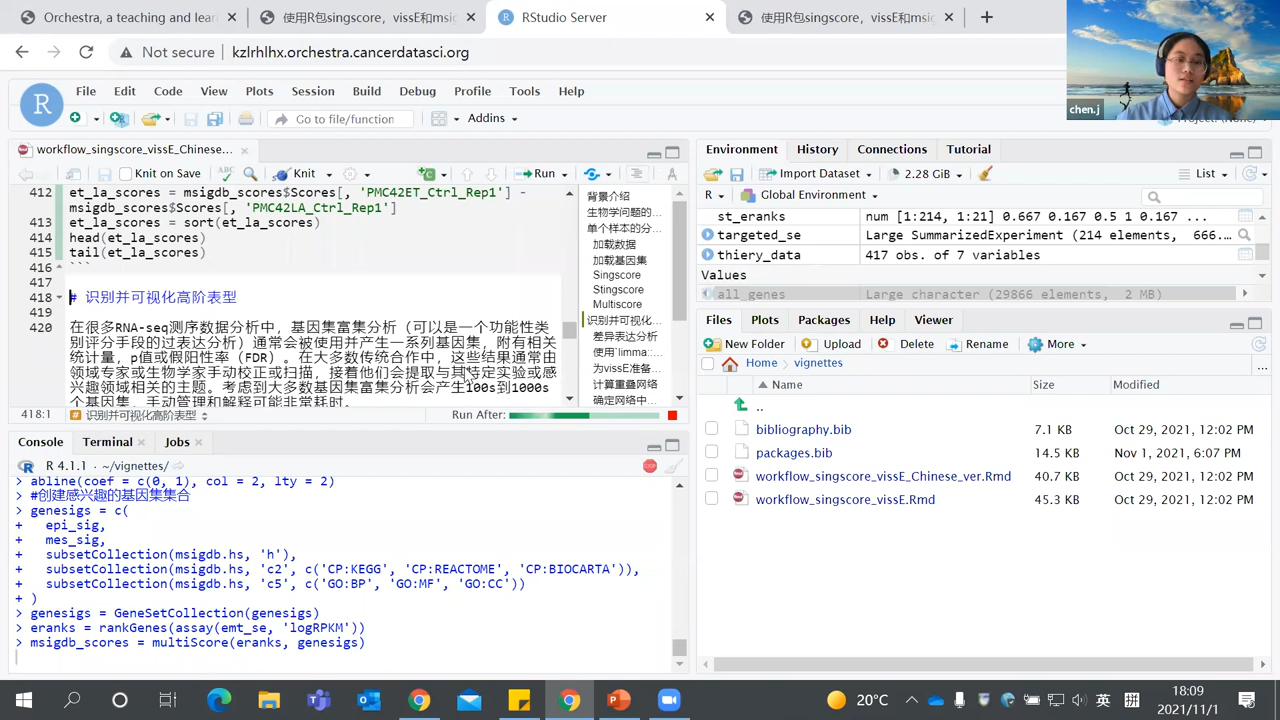 Orchestra, a teaching and lear
使用R包singscore，vissE和msic
RStudio Server
使用R包singscore，vissE和msic
Not secure
kzlrhlhx.orchestra.cancerdatasci.org
chen.j
File Edit Code View Plots Session Build Debug Profile Tools Help
Go to file/function
Addins
workflow_singscore_vissE_Chinese...
Knit on Save
Knit
Run
412 et_la_scores = msigdb_scores$Scores[, 'PMC42ET_Ctrl_Rep1'] -
msigdb_scores$Scores[, 'PMC42LA_Ctrl_Rep1']
413 et_la_scores = sort(et_la_scores)
414 head(et_la_scores)
415 tail(et_la_scores)
416 ```
417
418 # 识别并可视化高阶表型
419
420 在很多RNA-seq测序数据分析中，基因集富集分析（可以是一个功能性类
别评分手段的过表达分析）通常会被使用并产生一系列基因集，附有相关
统计量，p值或假阳性率（FDR）。在大多数传统合作中，这些结果通常由
领域专家或生物学家手动校正或扫描，接着他们会提取与其特定实验或感
兴趣领域相关的主题。考虑到大多数基因集富集分析会产生100s到1000s
个基因集，手动管理和解释可能非常耗时。
背景介绍
生物学问题的...
单个样本的分...
加载数据
加载基因集
Singscore
Stingscore
Multiscore
识别并可视化...
差异表达分析
使用`limma::...
为vissE准备...
计算重叠网络
确定网络中...
418:1
识别并可视化高阶表型
Run After:
Console Terminal Jobs
R 4.1.1 · ~/vignettes/
> abline(coef = c(0, 1), col = 2, lty = 2)
> #创建感兴趣的基因集集合
> genesigs = c(
+ epi_sig,
+ mes_sig,
+ subsetCollection(msigdb.hs, 'h'),
+ subsetCollection(msigdb.hs, 'c2', c('CP:KEGG', 'CP:REACTOME', 'CP:BIOCARTA')),
+ subsetCollection(msigdb.hs, 'c5', c('GO:BP', 'GO:MF', 'GO:CC'))
+ )
> genesigs = GeneSetCollection(genesigs)
> eranks = rankGenes(assay(emt_se, 'logRPKM'))
> msigdb_scores = multiScore(eranks, genesigs)
Environment History Connections Tutorial
Import Dataset
2.28 GiB
List
R
Global Environment
st_eranks num [1:214, 1:21] 0.667 0.167 0.5 1 0.167 ...
targeted_se Large SummarizedExperiment (214 elements, 666....
thiery_data 417 obs. of 7 variables
Values
all_genes Large character (29866 elements, 2 MB)
Files Plots Packages Help Viewer
New Folder Upload Delete Rename More
Home vignettes
Name Size Modified
..
bibliography.bib 7.1 KB Oct 29, 2021, 12:02 PM
packages.bib 14.5 KB Nov 1, 2021, 6:07 PM
workflow_singscore_vissE_Chinese_ver.Rmd 40.7 KB Oct 29, 2021, 12:02 PM
workflow_singscore_vissE.Rmd 45.3 KB Oct 29, 2021, 12:02 PM
20°C
英
拼
18:09
2021/11/1